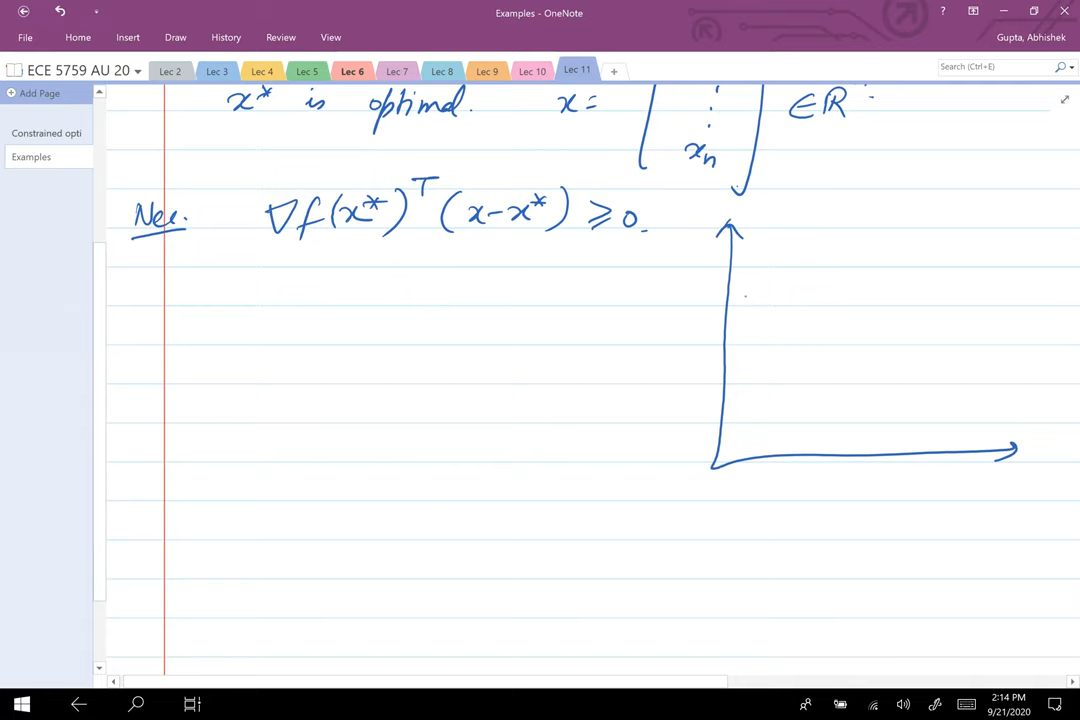 Examples - OneNote
? Gupta, Abhishek
File Home Insert Draw History Review View
ECE 5759 AU 20 Lec 2 Lec 3 Lec 4 Lec 5 Lec 6 Lec 7 Lec 8 Lec 9 Lec 10 Lec 11 +
Search (Ctrl+E)
Add Page
Constrained opti
Examples
x* is optimal. x = ⋮ xₙ ∈ ℝ
Nec. ∇f(x*)ᵀ(x-x*) ≥ 0.
2:14 PM
9/21/2020